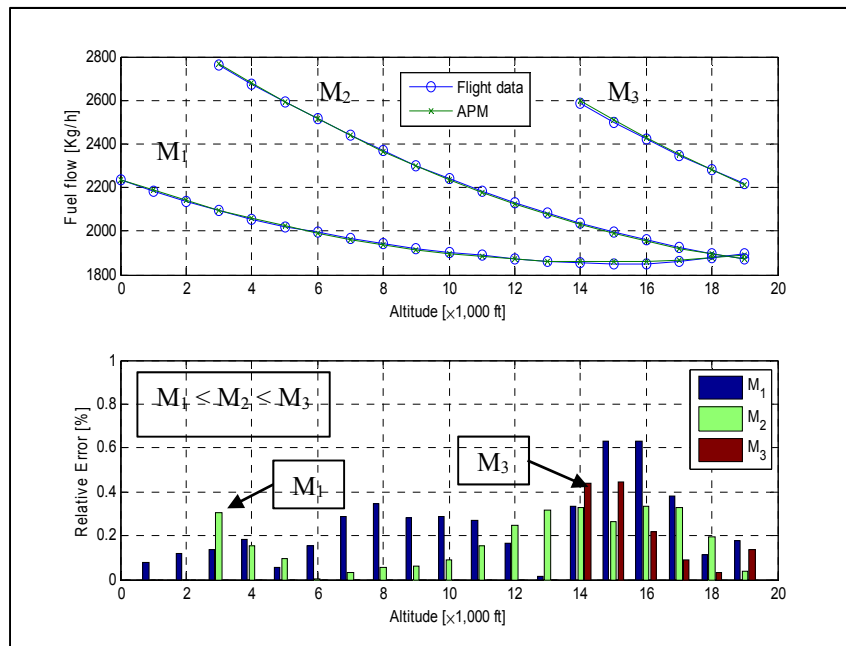 2800
2600
2400
2200
2000
1800
Fuel flow [Kg/h]
M1
M2
M3
Flight data
APM
0 2 4 6 8 10 12 14 16 18 20
Altitude [×1,000 ft]
1
0.8
0.6
0.4
0.2
0
Relative Error [%]
M1 < M2 < M3
M1
M3
M1
M2
M3
0 2 4 6 8 10 12 14 16 18 20
Altitude [×1,000 ft]